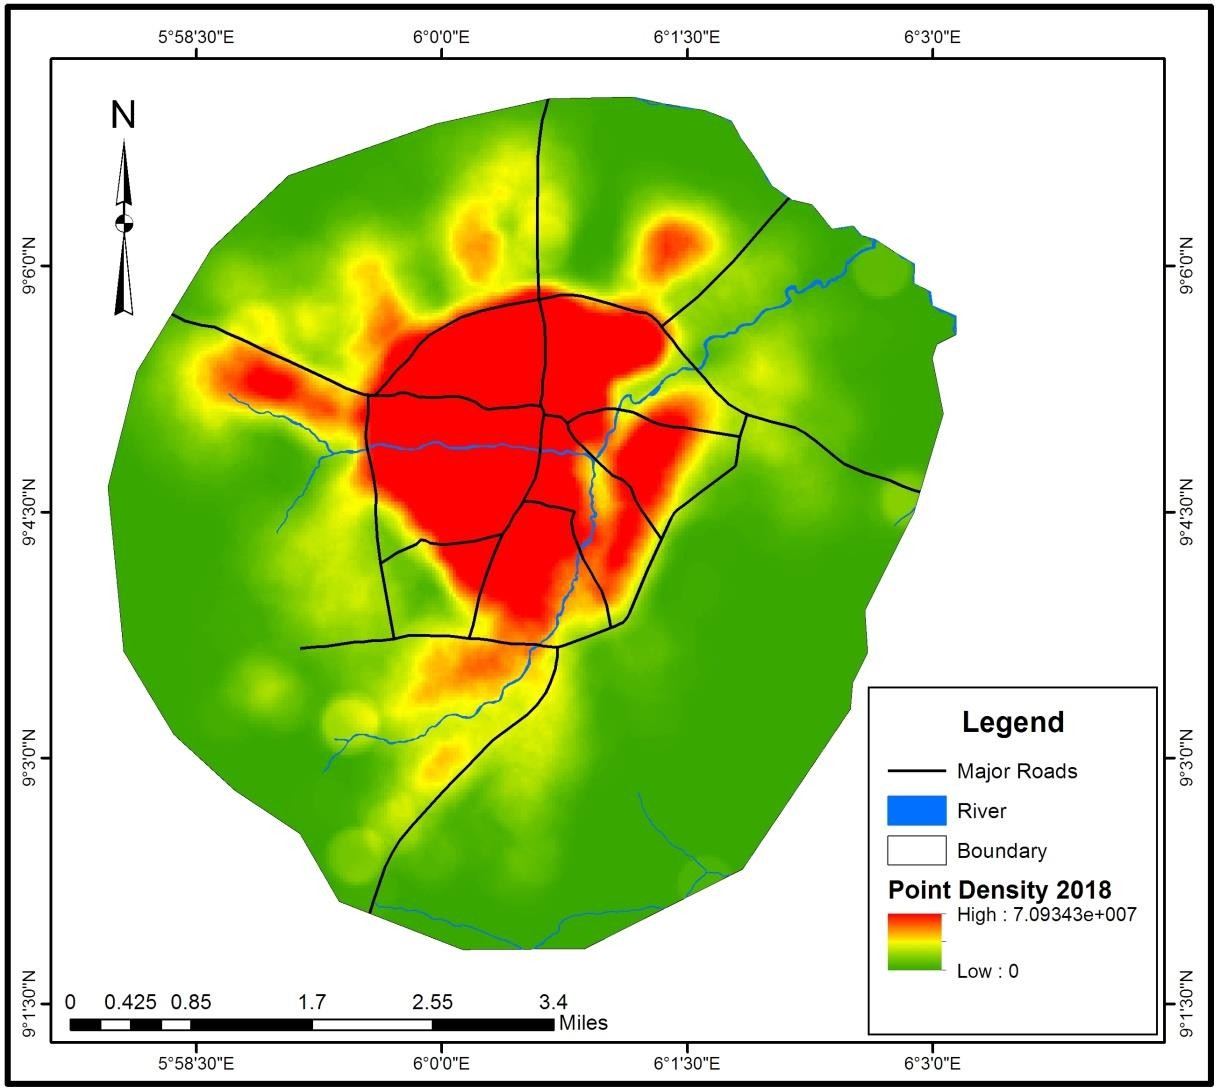 5°58'30"E 6°0'0"E 6°1'30"E 6°3'0"E
N
9°6'0"N 9°6'0"N
9°4'30"N 9°4'30"N
9°3'0"N 9°3'0"N
9°1'30"N 9°1'30"N
Legend
Major Roads
River
Boundary
Point Density 2018
High : 7.09343e+007
Low : 0
0 0.425 0.85 1.7 2.55 3.4
Miles
5°58'30"E 6°0'0"E 6°1'30"E 6°3'0"E